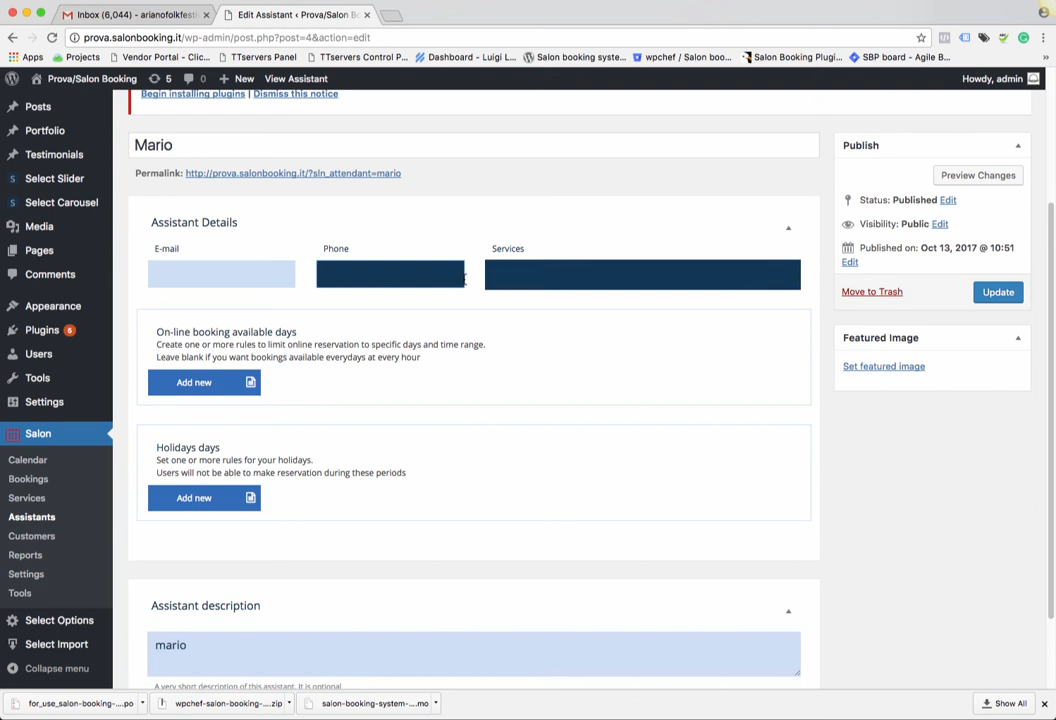 Inbox (6,044) - arianofolkfesti
Edit Assistant ‹ Prova/Salon B
prova.salonbooking.it/wp-admin/post.php?post=4&action=edit
Apps Projects Vendor Portal - Clic... TTservers Panel TTservers Control P... Dashboard - Luigi L... Salon booking syste... wpchef / Salon boo... Salon Booking Plugi... SBP board - Agile B... »
Prova/Salon Booking 5 0 + New View Assistant Howdy, admin
Begin installing plugins | Dismiss this notice
Posts
Portfolio
Testimonials
Select Slider
Select Carousel
Media
Pages
Comments
Appearance
Plugins 6
Users
Tools
Settings
Salon
Calendar
Bookings
Services
Assistants
Customers
Reports
Settings
Tools
Select Options
Select Import
Collapse menu
Mario
Permalink: http://prova.salonbooking.it/?sln_attendant=mario
Assistant Details
E-mail Phone Services
On-line booking available days
Create one or more rules to limit online reservation to specific days and time range.
Leave blank if you want bookings available everydays at every hour
Add new
Holidays days
Set one or more rules for your holidays.
Users will not be able to make reservation during these periods
Add new
Assistant description
mario
A very short description of this assistant. It is optional
Publish
Preview Changes
Status: Published Edit
Visibility: Public Edit
Published on: Oct 13, 2017 @ 10:51
Edit
Move to Trash Update
Featured Image
Set featured image
for_use_salon-booking-....po wpchef-salon-booking-....zip salon-booking-system-....mo Show All